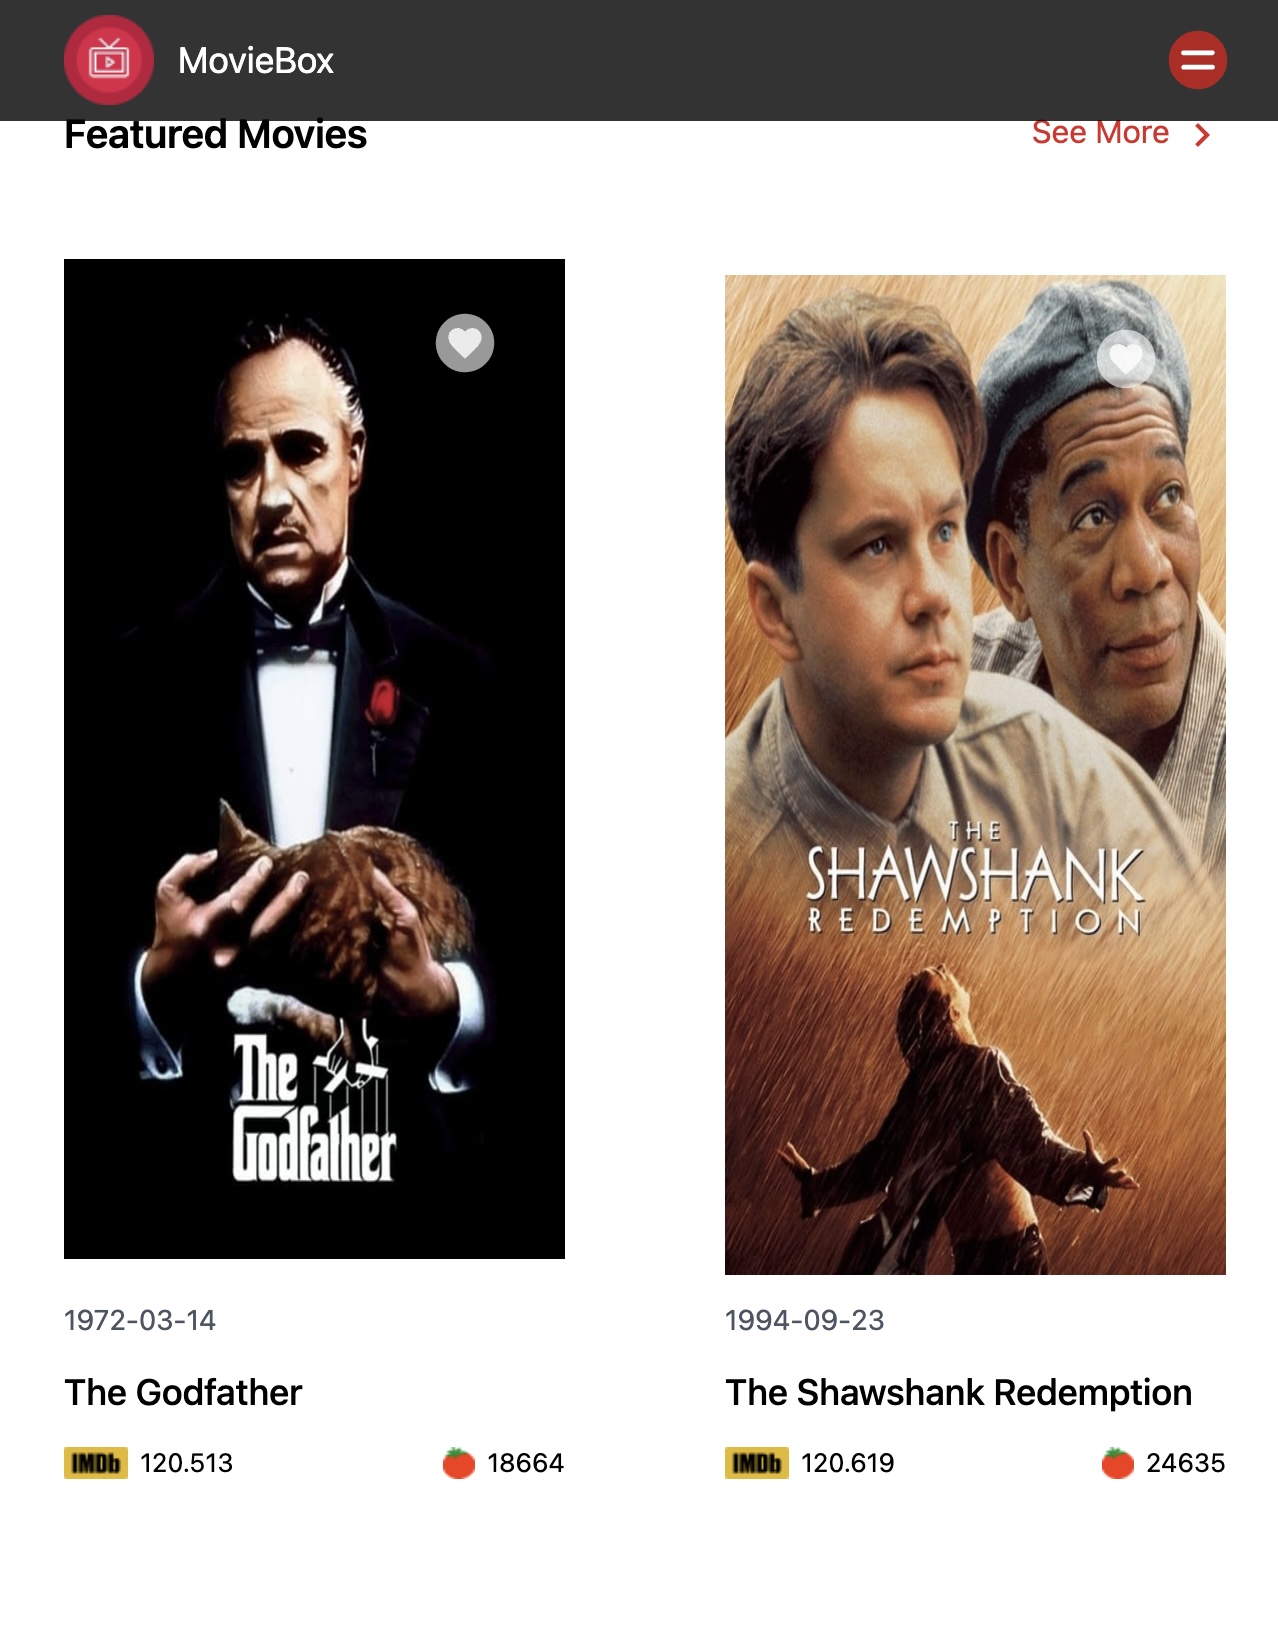 MovieBox
Featured Movies
See More
The
Godfather
THE
SHAWSHANK
REDEMPTION
1972-03-14
1994-09-23
The Godfather
The Shawshank Redemption
IMDb 120.513
18664
IMDb 120.619
24635